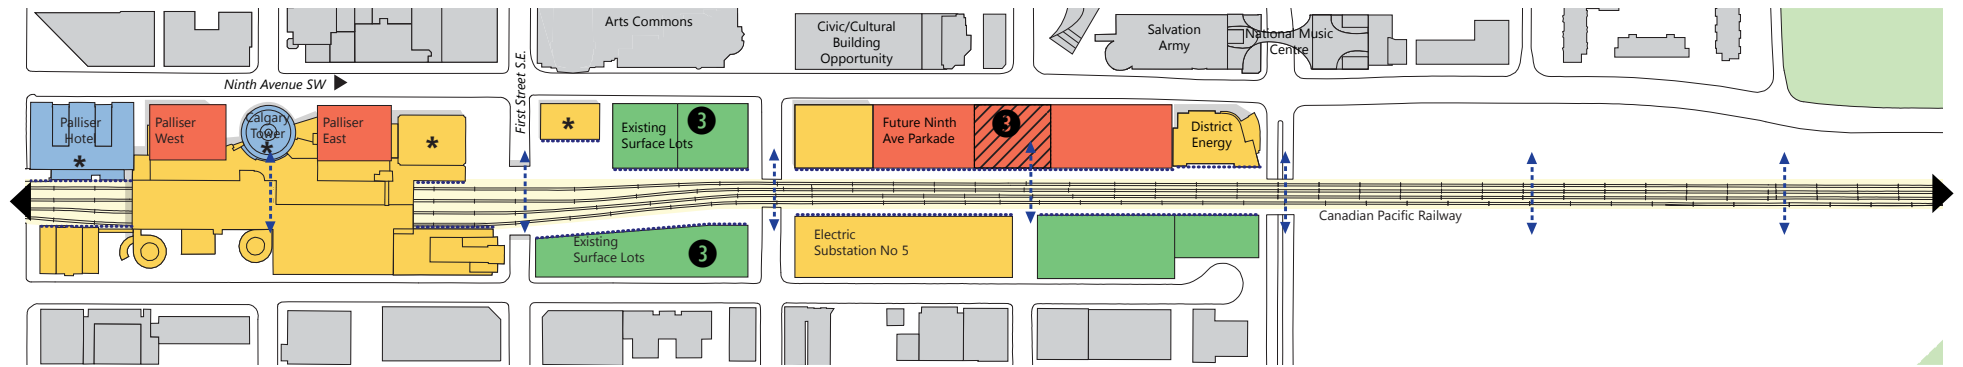 Arts Commons
Civic/Cultural
Building
Opportunity
Salvation
Army
National Music
Centre
Ninth Avenue SW
First Street S.E.
Palliser
Hotel
*
Palliser
West
Calgary
Tower
*
Palliser
East
*
*
Existing
Surface Lots
3
Future Ninth
Ave Parkade
3
District
Energy
Canadian Pacific Railway
Existing
Surface Lots
3
Electric
Substation No 5